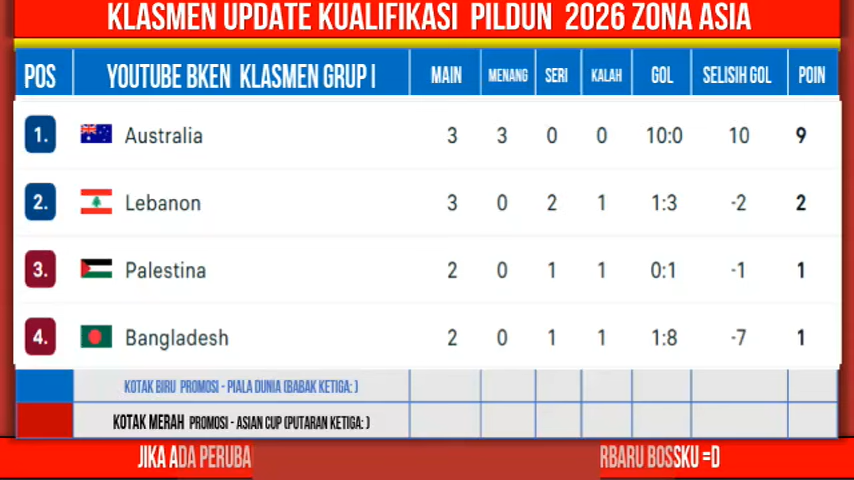 KLASMEN UPDATE KUALIFIKASI PILDUN 2026 ZONA ASIA
POS YOUTUBE BKEN KLASMEN GRUP I MAIN MENANG SERI KALAH GOL SELISIH GOL POIN
1. Australia 3 3 0 0 10:0 10 9
2. Lebanon 3 0 2 1 1:3 -2 2
3. Palestina 2 0 1 1 0:1 -1 1
4. Bangladesh 2 0 1 1 1:8 -7 1
KOTAK BIRU PROMOSI - PIALA DUNIA (BABAK KETIGA: )
KOTAK MERAH PROMOSI - ASIAN CUP (PUTARAN KETIGA: )
JIKA ADA PERUBA RBARU BOSSKU =D